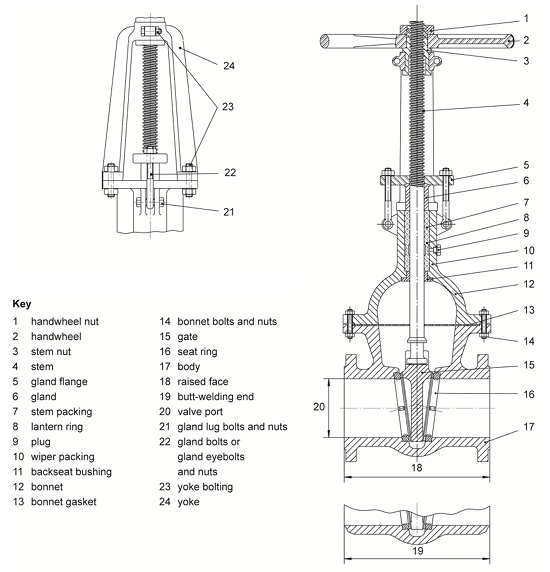 24
23
22
21
1
2
3
4
5
6
7
8
9
10
11
12
13
14
15
16
17
20
18
19
Key
1 handwheel nut
2 handwheel
3 stem nut
4 stem
5 gland flange
6 gland
7 stem packing
8 lantern ring
9 plug
10 wiper packing
11 backseat bushing
12 bonnet
13 bonnet gasket
14 bonnet bolts and nuts
15 gate
16 seat ring
17 body
18 raised face
19 butt-welding end
20 valve port
21 gland lug bolts and nuts
22 gland bolts or
gland eyebolts
and nuts
23 yoke bolting
24 yoke